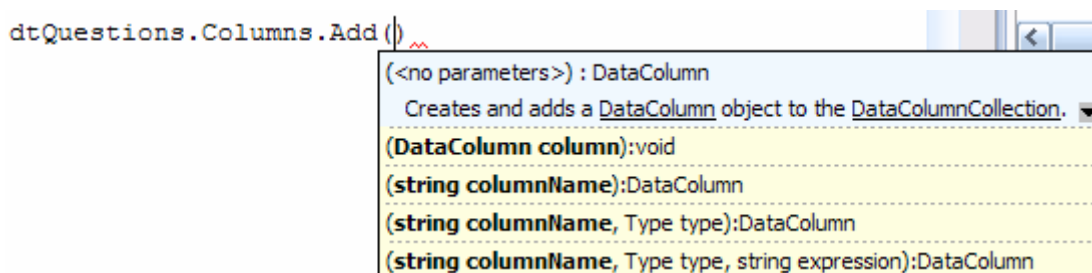 dtQuestions.Columns.Add()
(<no parameters>) : DataColumn
Creates and adds a DataColumn object to the DataColumnCollection.
(DataColumn column):void
(string columnName):DataColumn
(string columnName, Type type):DataColumn
(string columnName, Type type, string expression):DataColumn